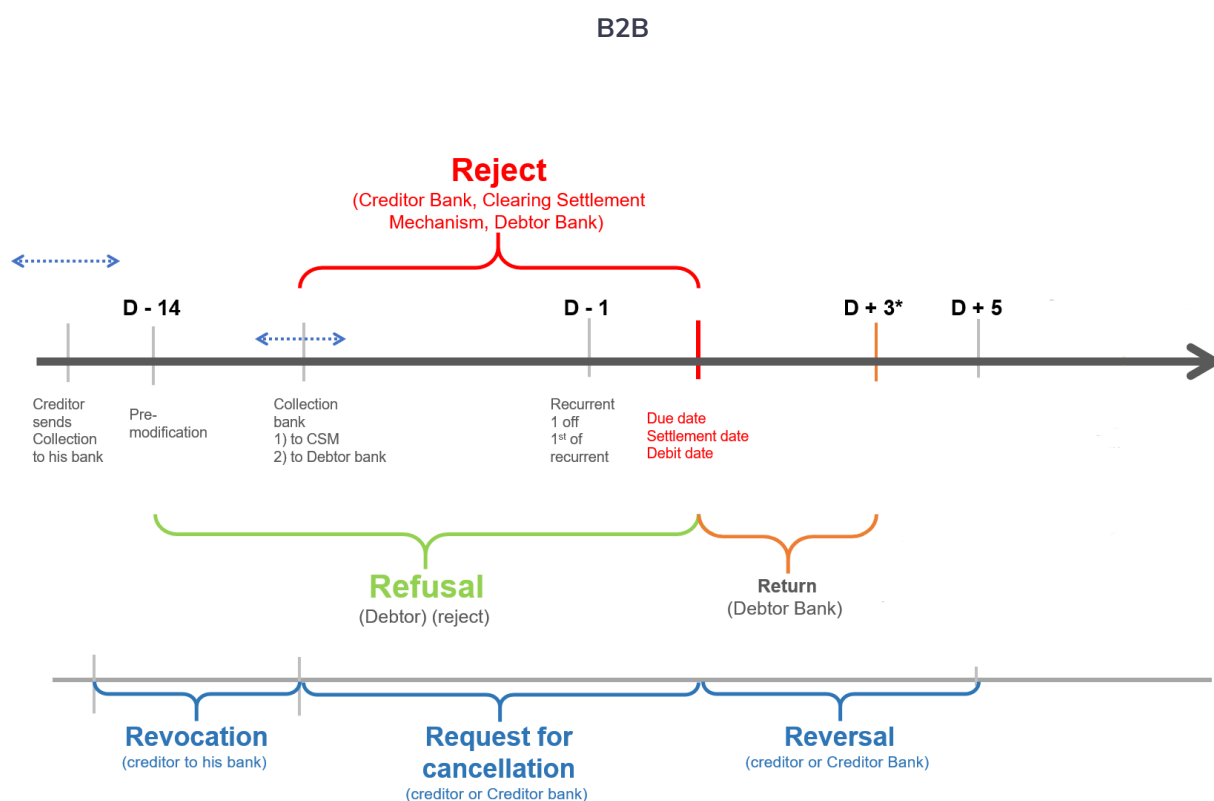 B2B
Reject
(Creditor Bank, Clearing Settlement
Mechanism, Debtor Bank)
D - 14
D - 1
D + 3*
D + 5
Creditor
sends
Collection
to his bank
Pre-
modification
Collection
bank
1) to CSM
2) to Debtor bank
Recurrent
1 off
1st of
recurrent
Due date
Settlement date
Debit date
Refusal
(Debtor) (reject)
Return
(Debtor Bank)
Revocation
(creditor to his bank)
Request for
cancellation
(creditor or Creditor bank)
Reversal
(creditor or Creditor Bank)